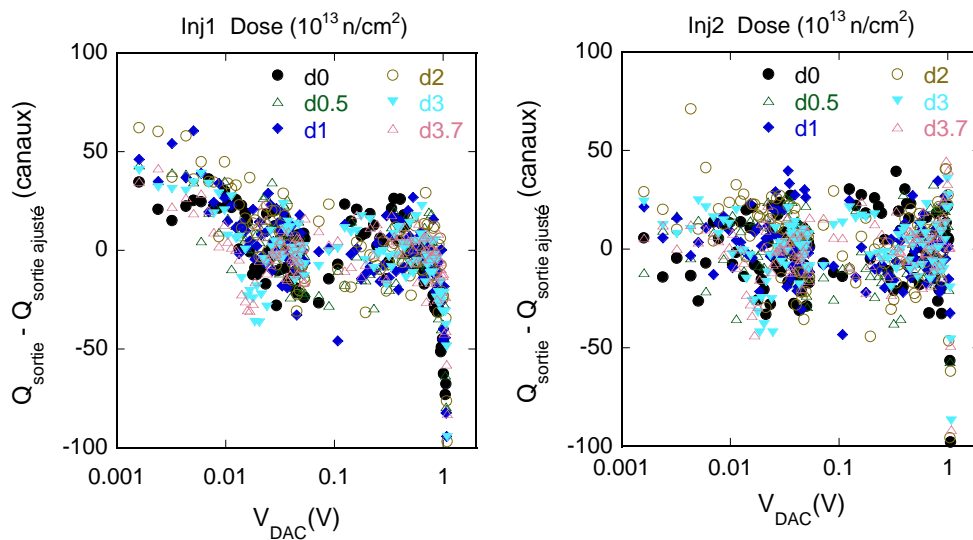 Inj1 Dose (10¹³ n/cm²)
100
50
0
-50
-100
0.001
0.01
0.1
1
V_DAC(V)
Q_sortie - Q_sortie ajusté (canaux)
d0
d2
d0.5
d3
d1
d3.7
Inj2 Dose (10¹³ n/cm²)
100
50
0
-50
-100
0.001
0.01
0.1
1
V_DAC(V)
Q_sortie - Q_sortie ajusté (canaux)
d0
d2
d0.5
d3
d1
d3.7